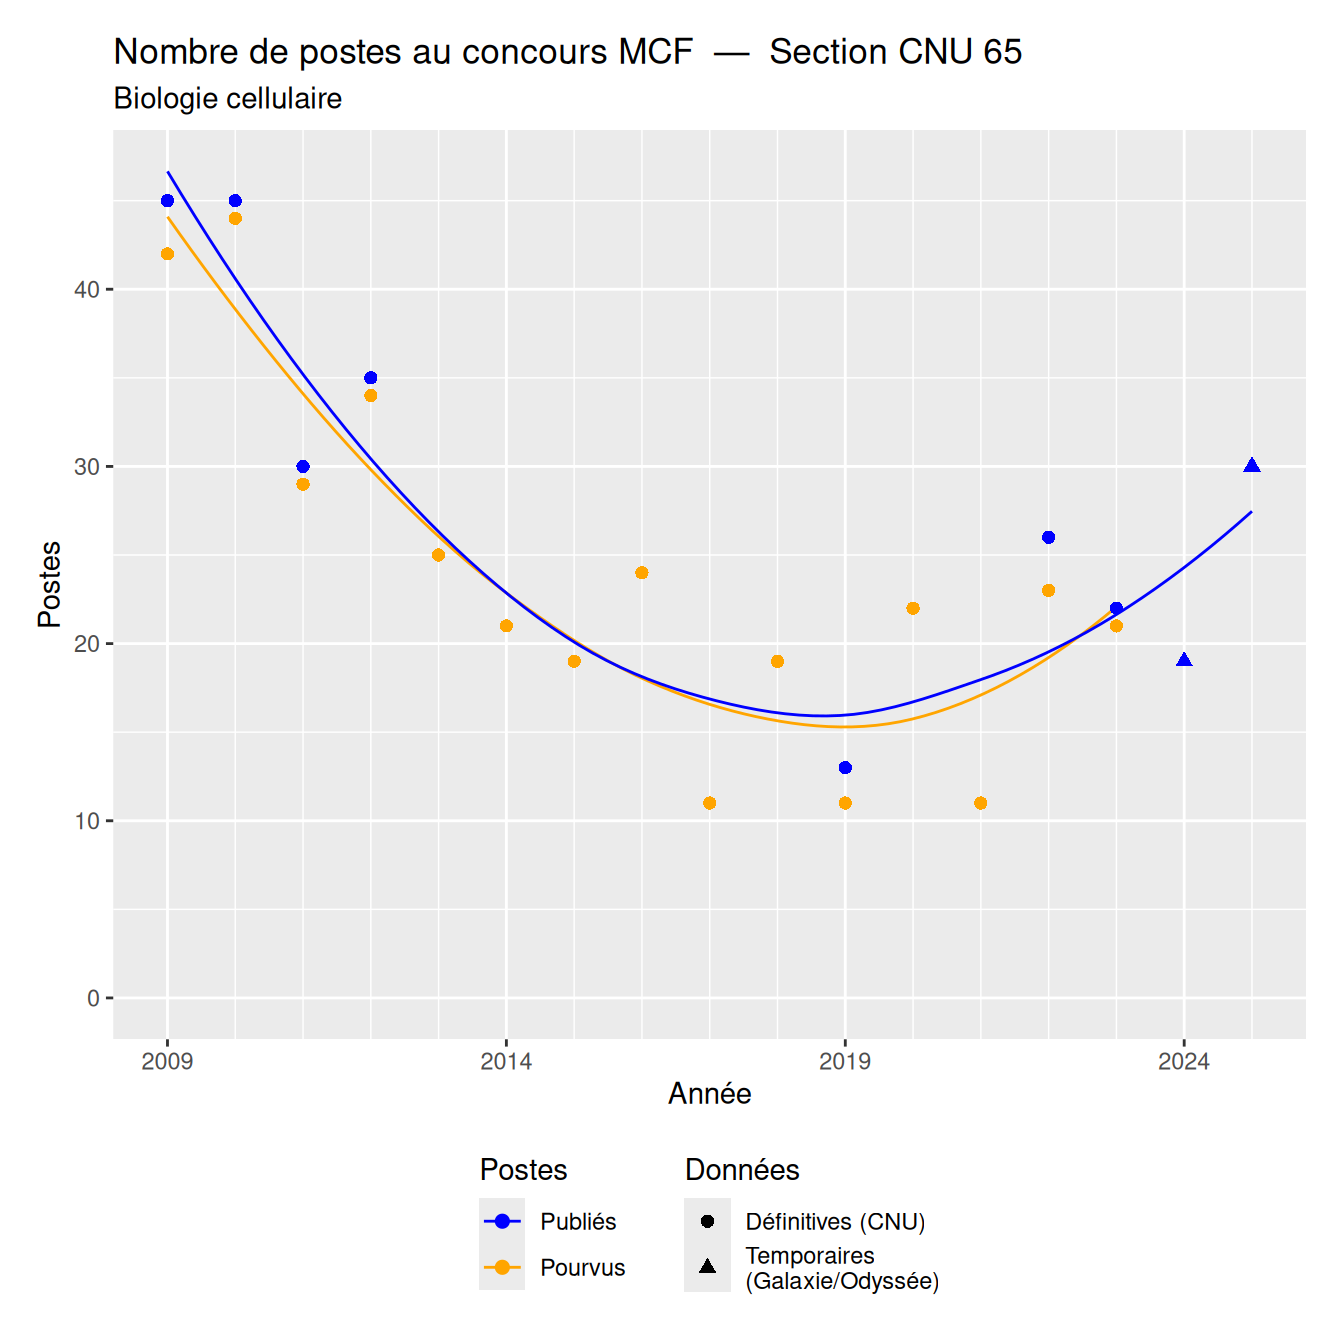 Nombre de postes au concours MCF — Section CNU 65
Biologie cellulaire
Postes
40
30
20
10
0
2009 2014 2019 2024
Année
Postes
Publiés
Pourvus
Données
Définitives (CNU)
Temporaires
(Galaxie/Odyssée)